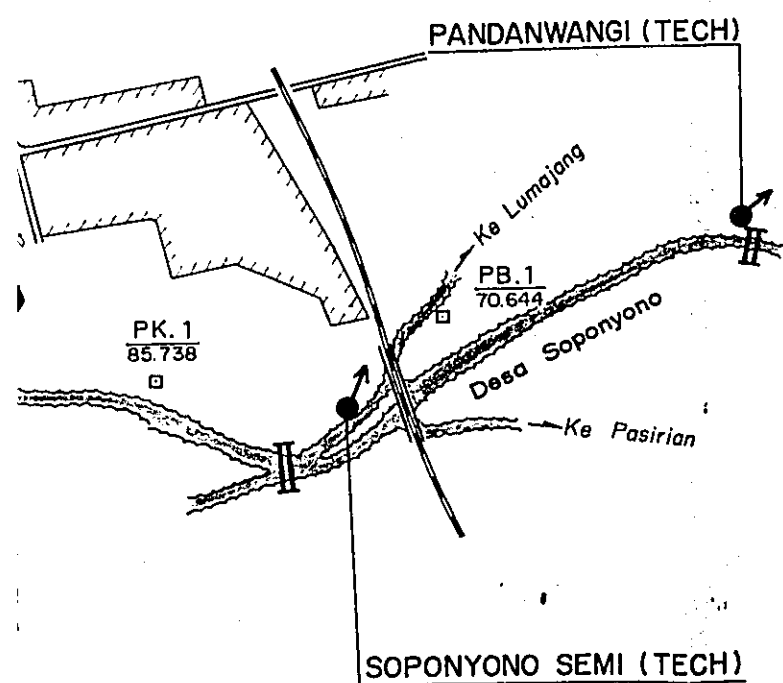 PANDANWANGI (TECH)
Ke Lumajang
PB.1
70.644
PK. 1
85.738
Desa Soponyono
Ke Pasirian
SOPONYONO SEMI (TECH)